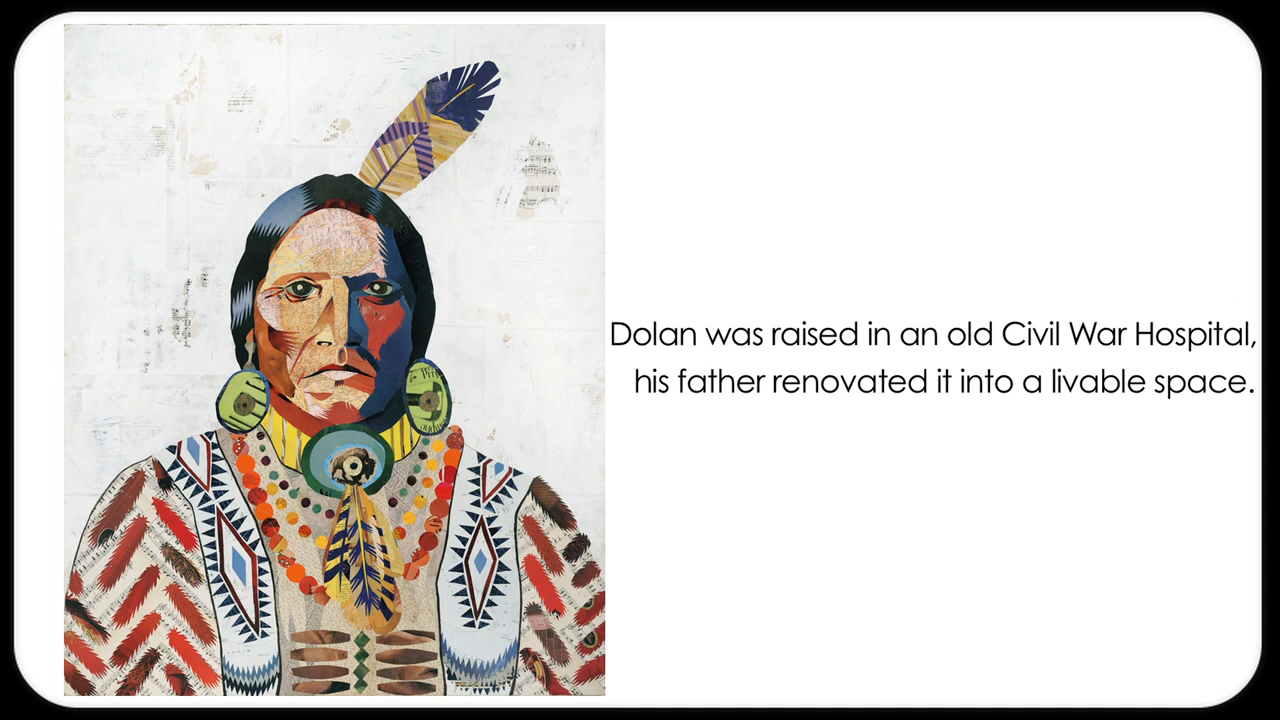 Dolan was raised in an old Civil War Hospital,
his father renovated it into a livable space.